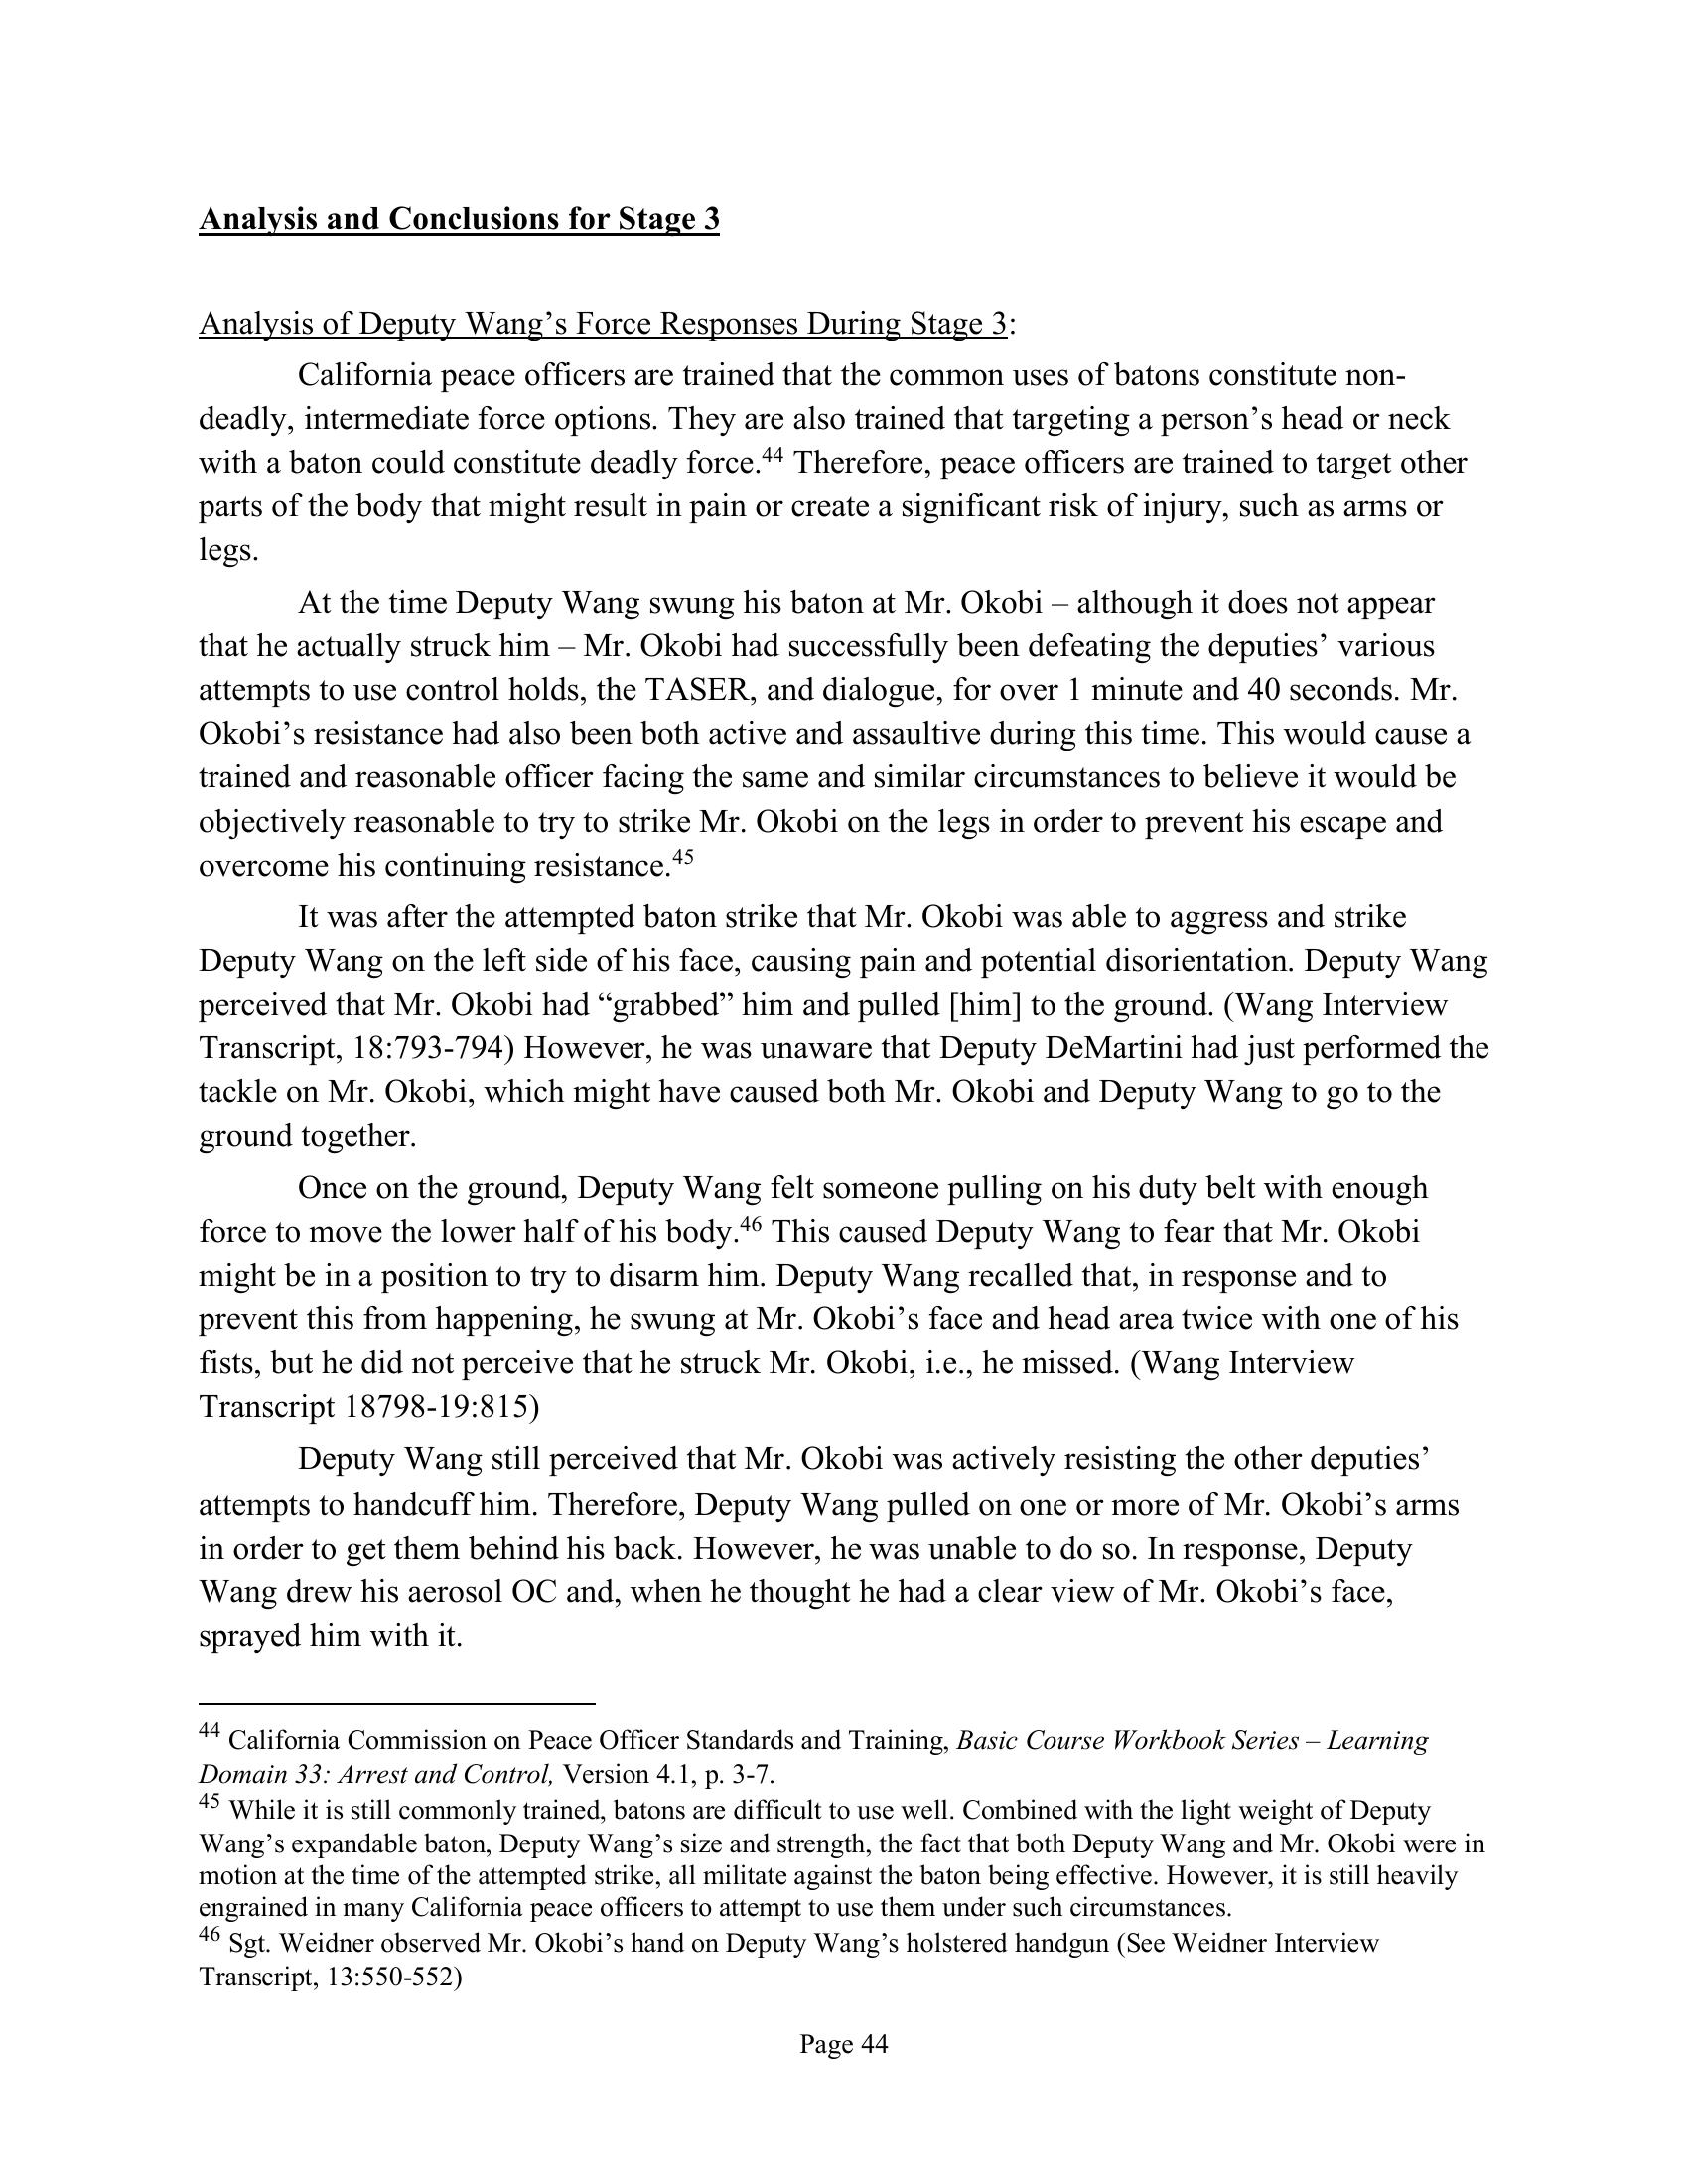 Analysis and Conclusions for Stage 3
Analysis of Deputy Wang’s Force Responses During Stage 3:
California peace officers are trained that the common uses of batons constitute non-
deadly, intermediate force options. They are also trained that targeting a person’s head or neck
with a baton could constitute deadly force.44 Therefore, peace officers are trained to target other
parts of the body that might result in pain or create a significant risk of injury, such as arms or
legs.
At the time Deputy Wang swung his baton at Mr. Okobi – although it does not appear
that he actually struck him – Mr. Okobi had successfully been defeating the deputies’ various
attempts to use control holds, the TASER, and dialogue, for over 1 minute and 40 seconds. Mr.
Okobi’s resistance had also been both active and assaultive during this time. This would cause a
trained and reasonable officer facing the same and similar circumstances to believe it would be
objectively reasonable to try to strike Mr. Okobi on the legs in order to prevent his escape and
overcome his continuing resistance.45
It was after the attempted baton strike that Mr. Okobi was able to aggress and strike
Deputy Wang on the left side of his face, causing pain and potential disorientation. Deputy Wang
perceived that Mr. Okobi had “grabbed” him and pulled [him] to the ground. (Wang Interview
Transcript, 18:793-794) However, he was unaware that Deputy DeMartini had just performed the
tackle on Mr. Okobi, which might have caused both Mr. Okobi and Deputy Wang to go to the
ground together.
Once on the ground, Deputy Wang felt someone pulling on his duty belt with enough
force to move the lower half of his body.46 This caused Deputy Wang to fear that Mr. Okobi
might be in a position to try to disarm him. Deputy Wang recalled that, in response and to
prevent this from happening, he swung at Mr. Okobi’s face and head area twice with one of his
fists, but he did not perceive that he struck Mr. Okobi, i.e., he missed. (Wang Interview
Transcript 18798-19:815)
Deputy Wang still perceived that Mr. Okobi was actively resisting the other deputies’
attempts to handcuff him. Therefore, Deputy Wang pulled on one or more of Mr. Okobi’s arms
in order to get them behind his back. However, he was unable to do so. In response, Deputy
Wang drew his aerosol OC and, when he thought he had a clear view of Mr. Okobi’s face,
sprayed him with it.
44 California Commission on Peace Officer Standards and Training, Basic Course Workbook Series – Learning
Domain 33: Arrest and Control, Version 4.1, p. 3-7.
45 While it is still commonly trained, batons are difficult to use well. Combined with the light weight of Deputy
Wang’s expandable baton, Deputy Wang’s size and strength, the fact that both Deputy Wang and Mr. Okobi were in
motion at the time of the attempted strike, all militate against the baton being effective. However, it is still heavily
engrained in many California peace officers to attempt to use them under such circumstances.
46 Sgt. Weidner observed Mr. Okobi’s hand on Deputy Wang’s holstered handgun (See Weidner Interview
Transcript, 13:550-552)
Page 44